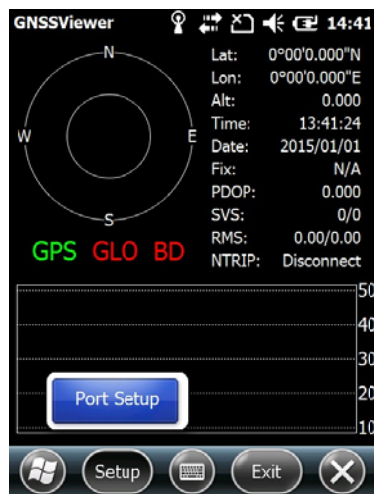 GNSSViewer 14:41
N
W
E
S
GPS GLO BD
Lat: 0°00'0.000"N
Lon: 0°00'0.000"E
Alt: 0.000
Time: 13:41:24
Date: 2015/01/01
Fix: N/A
PDOP: 0.000
SVS: 0/0
RMS: 0.00/0.00
NTRIP: Disconnect
50
40
30
20
10
Port Setup
Setup Exit